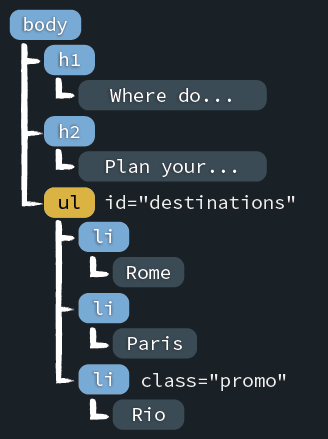 body
h1
Where do...
h2
Plan your...
ul id="destinations"
li
Rome
li
Paris
li class="promo"
Rio